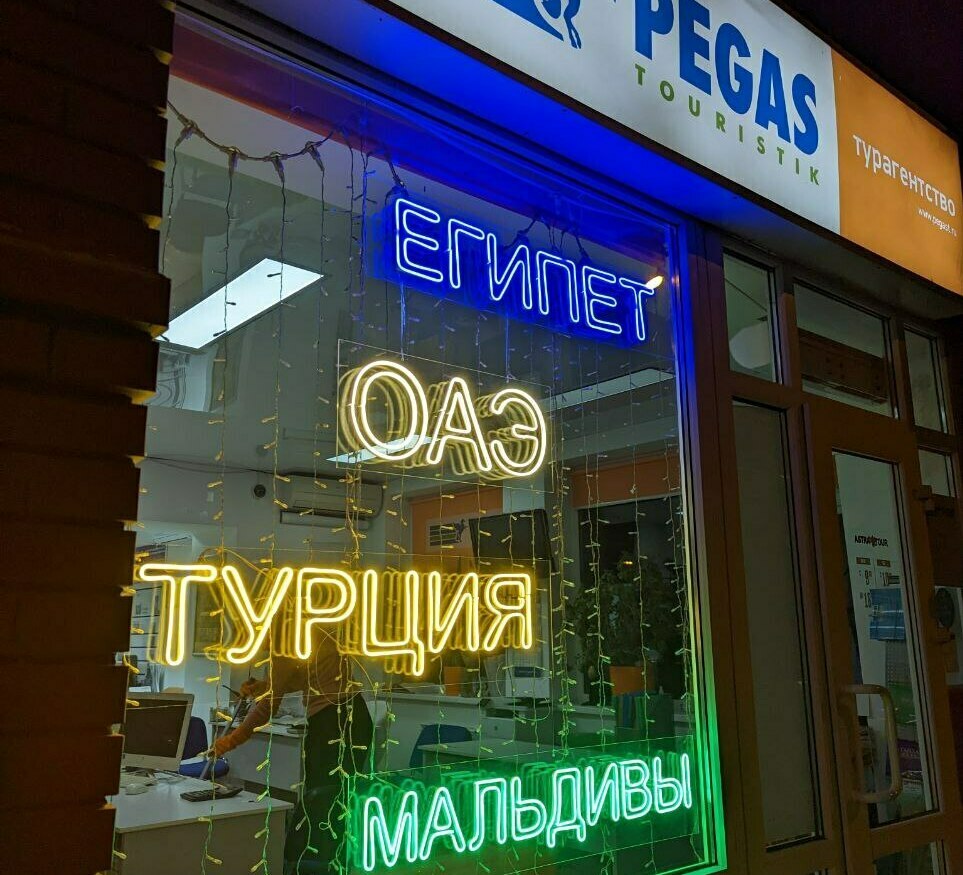 PEGAS
TOURISTIK
турагентство
www.pegast.ru
ЕГИПЕТ
ОАЭ
ТУРЦИЯ
МАЛЬДИВЫ